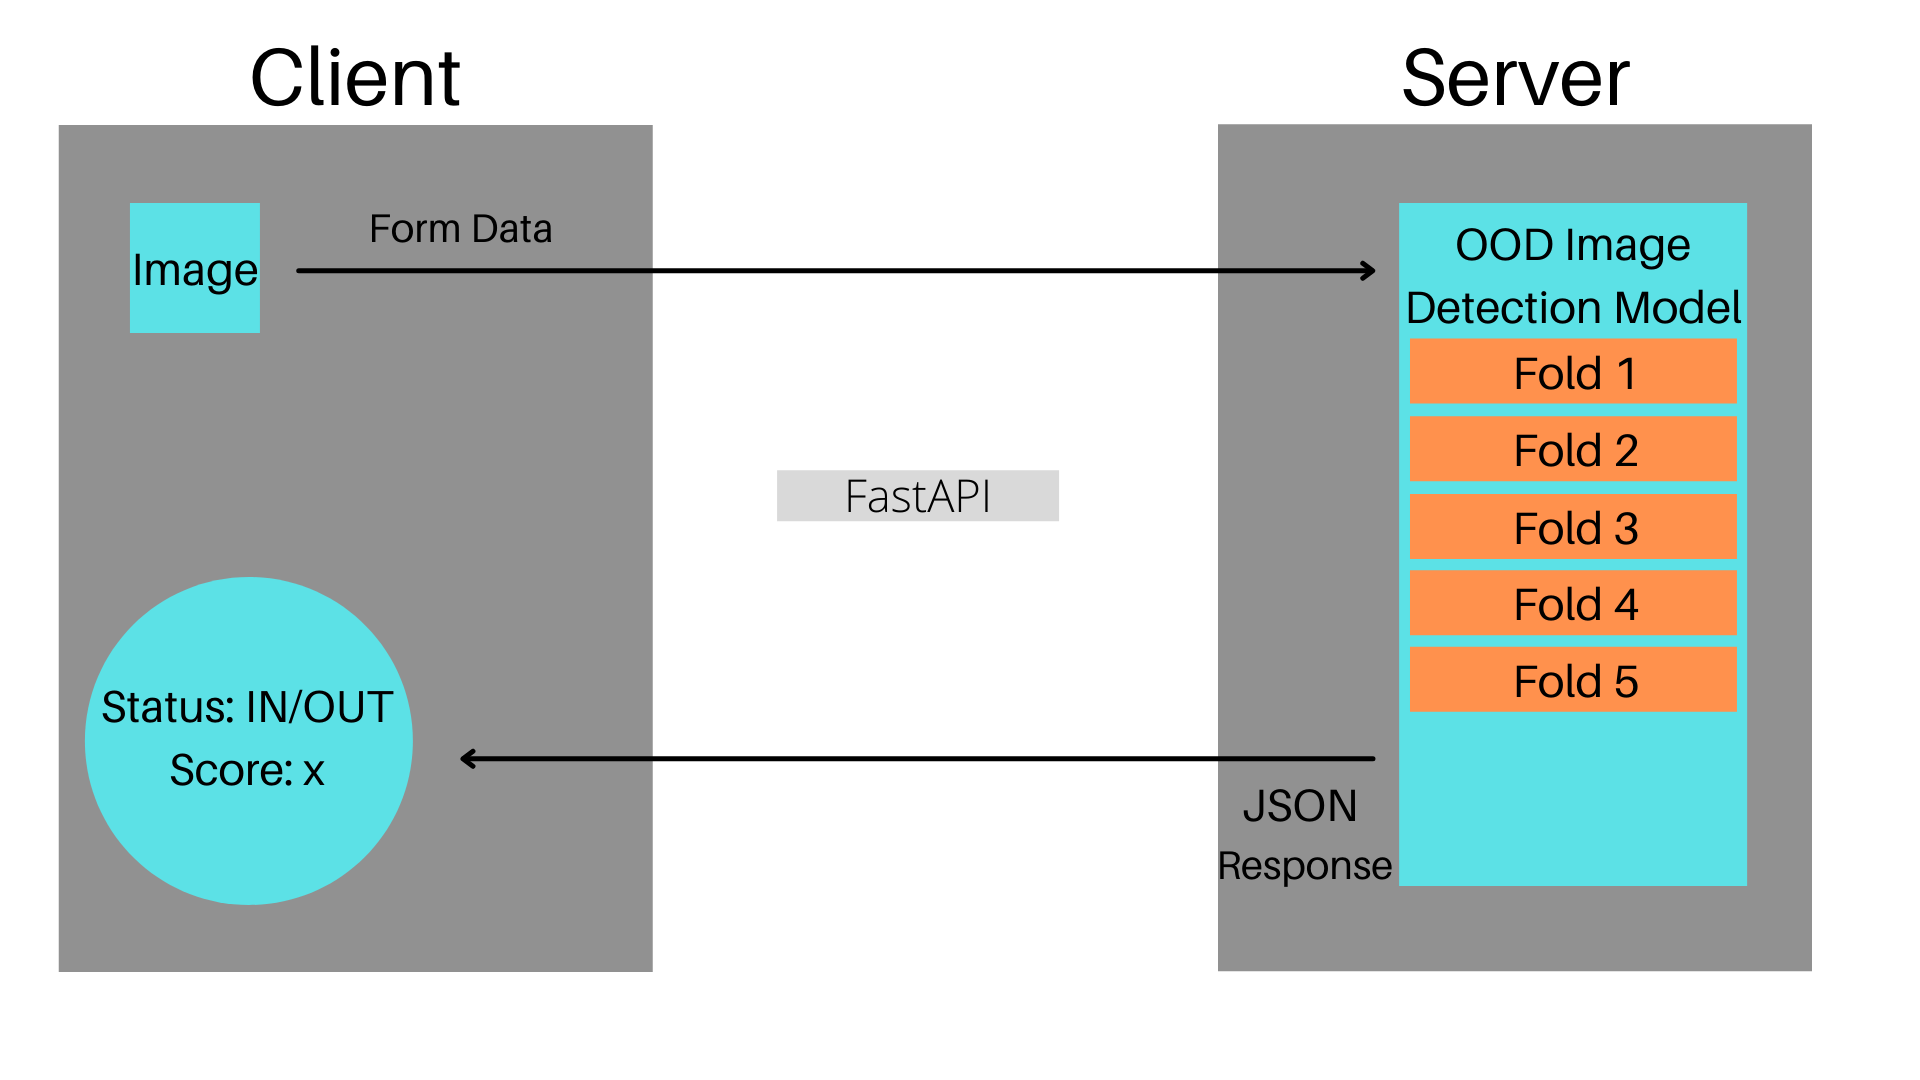 Client
Server
Image
Form Data
OOD Image
Detection Model
Fold 1
Fold 2
Fold 3
Fold 4
Fold 5
FastAPI
Status: IN/OUT
Score: x
JSON
Response